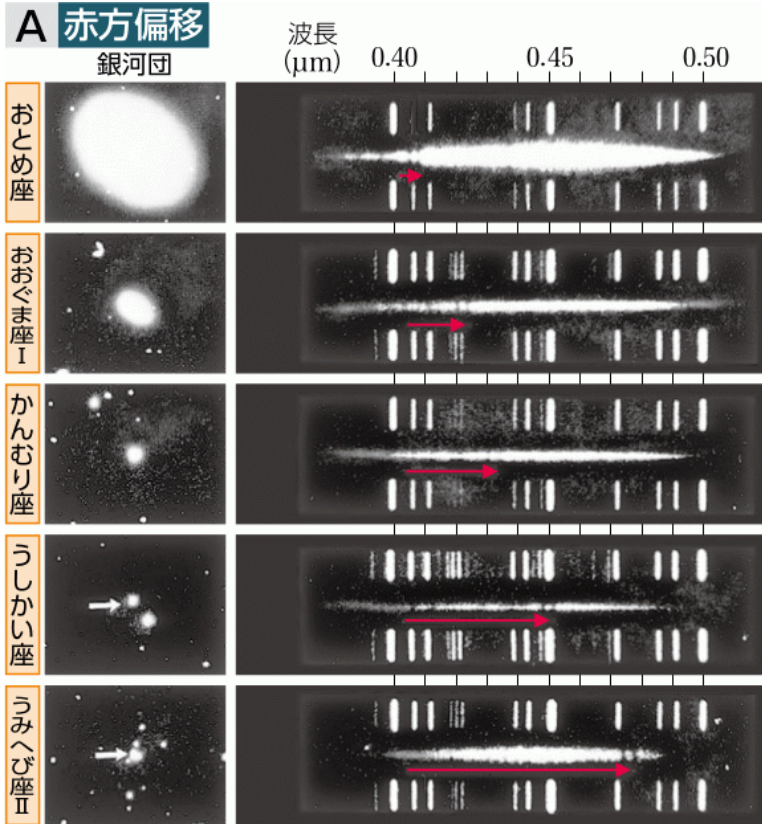 A 赤方偏移
銀河団
波長
(μm) 0.40 0.45 0.50
おとめ座
おおぐま座Ⅰ
かんむり座
うしかい座
うみへび座Ⅱ